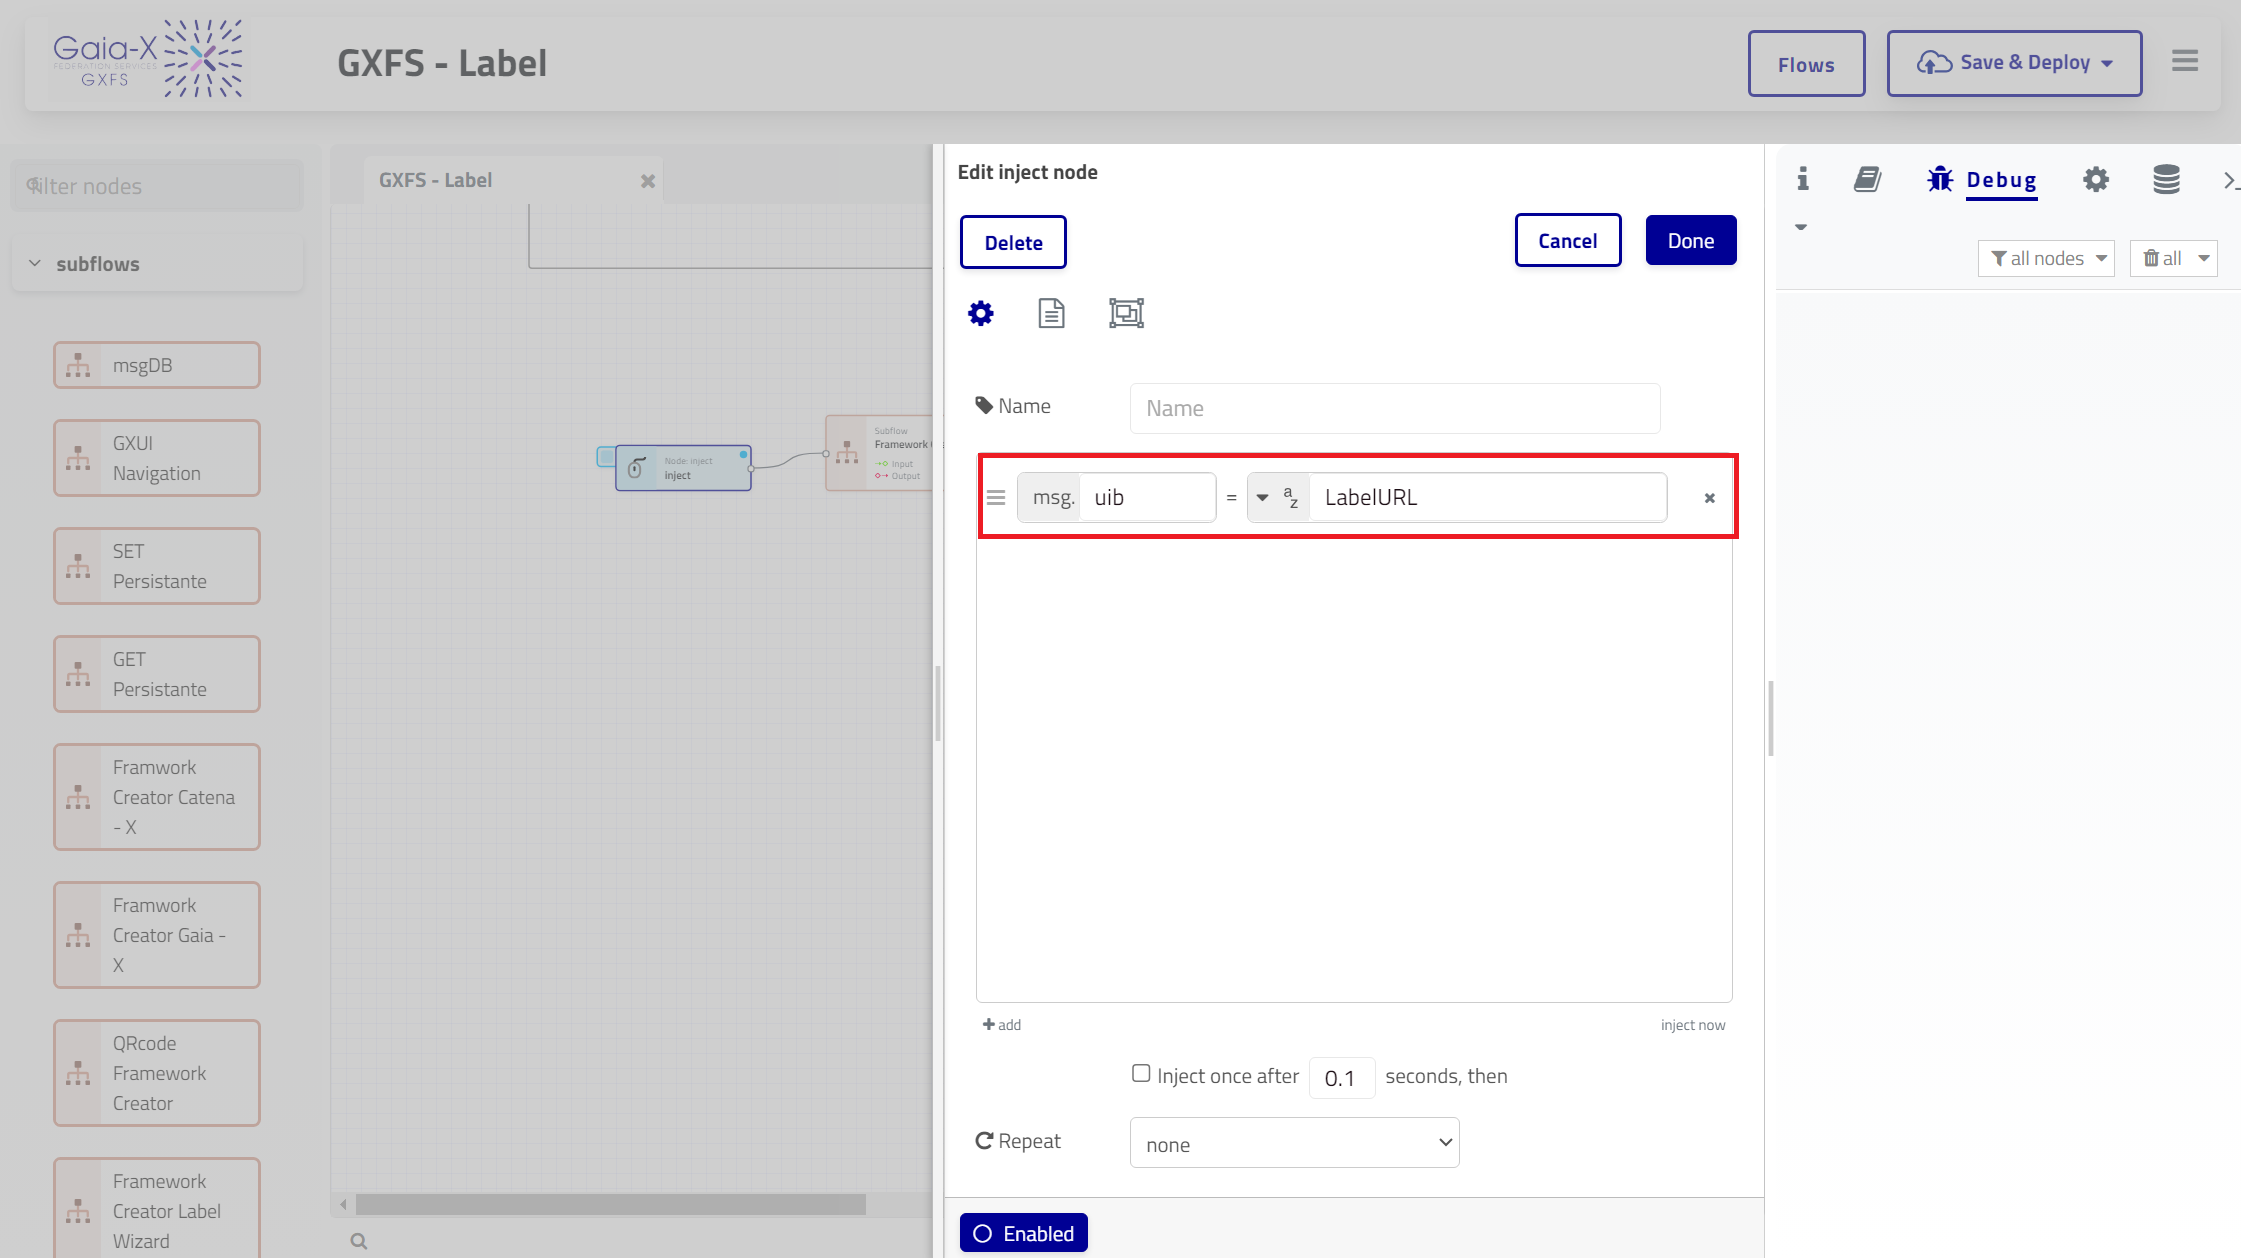 Gaia-X
FEDERATION SERVICES
GXFS
GXFS - Label
Flows
Save & Deploy
filter nodes
subflows
msgDB
GXUI
Navigation
SET
Persistante
GET
Persistante
Framwork
Creator Catena
- X
Framwork
Creator Gaia -
X
QRcode
Framework
Creator
Framework
Creator Label
Wizard
GXFS - Label
Node: inject
inject
Subflow
Framework
Input
Output
Edit inject node
Delete
Cancel
Done
Name
Name
msg. uib = az LabelURL
add
inject now
Inject once after 0.1 seconds, then
Repeat
none
Enabled
Debug
all nodes
all